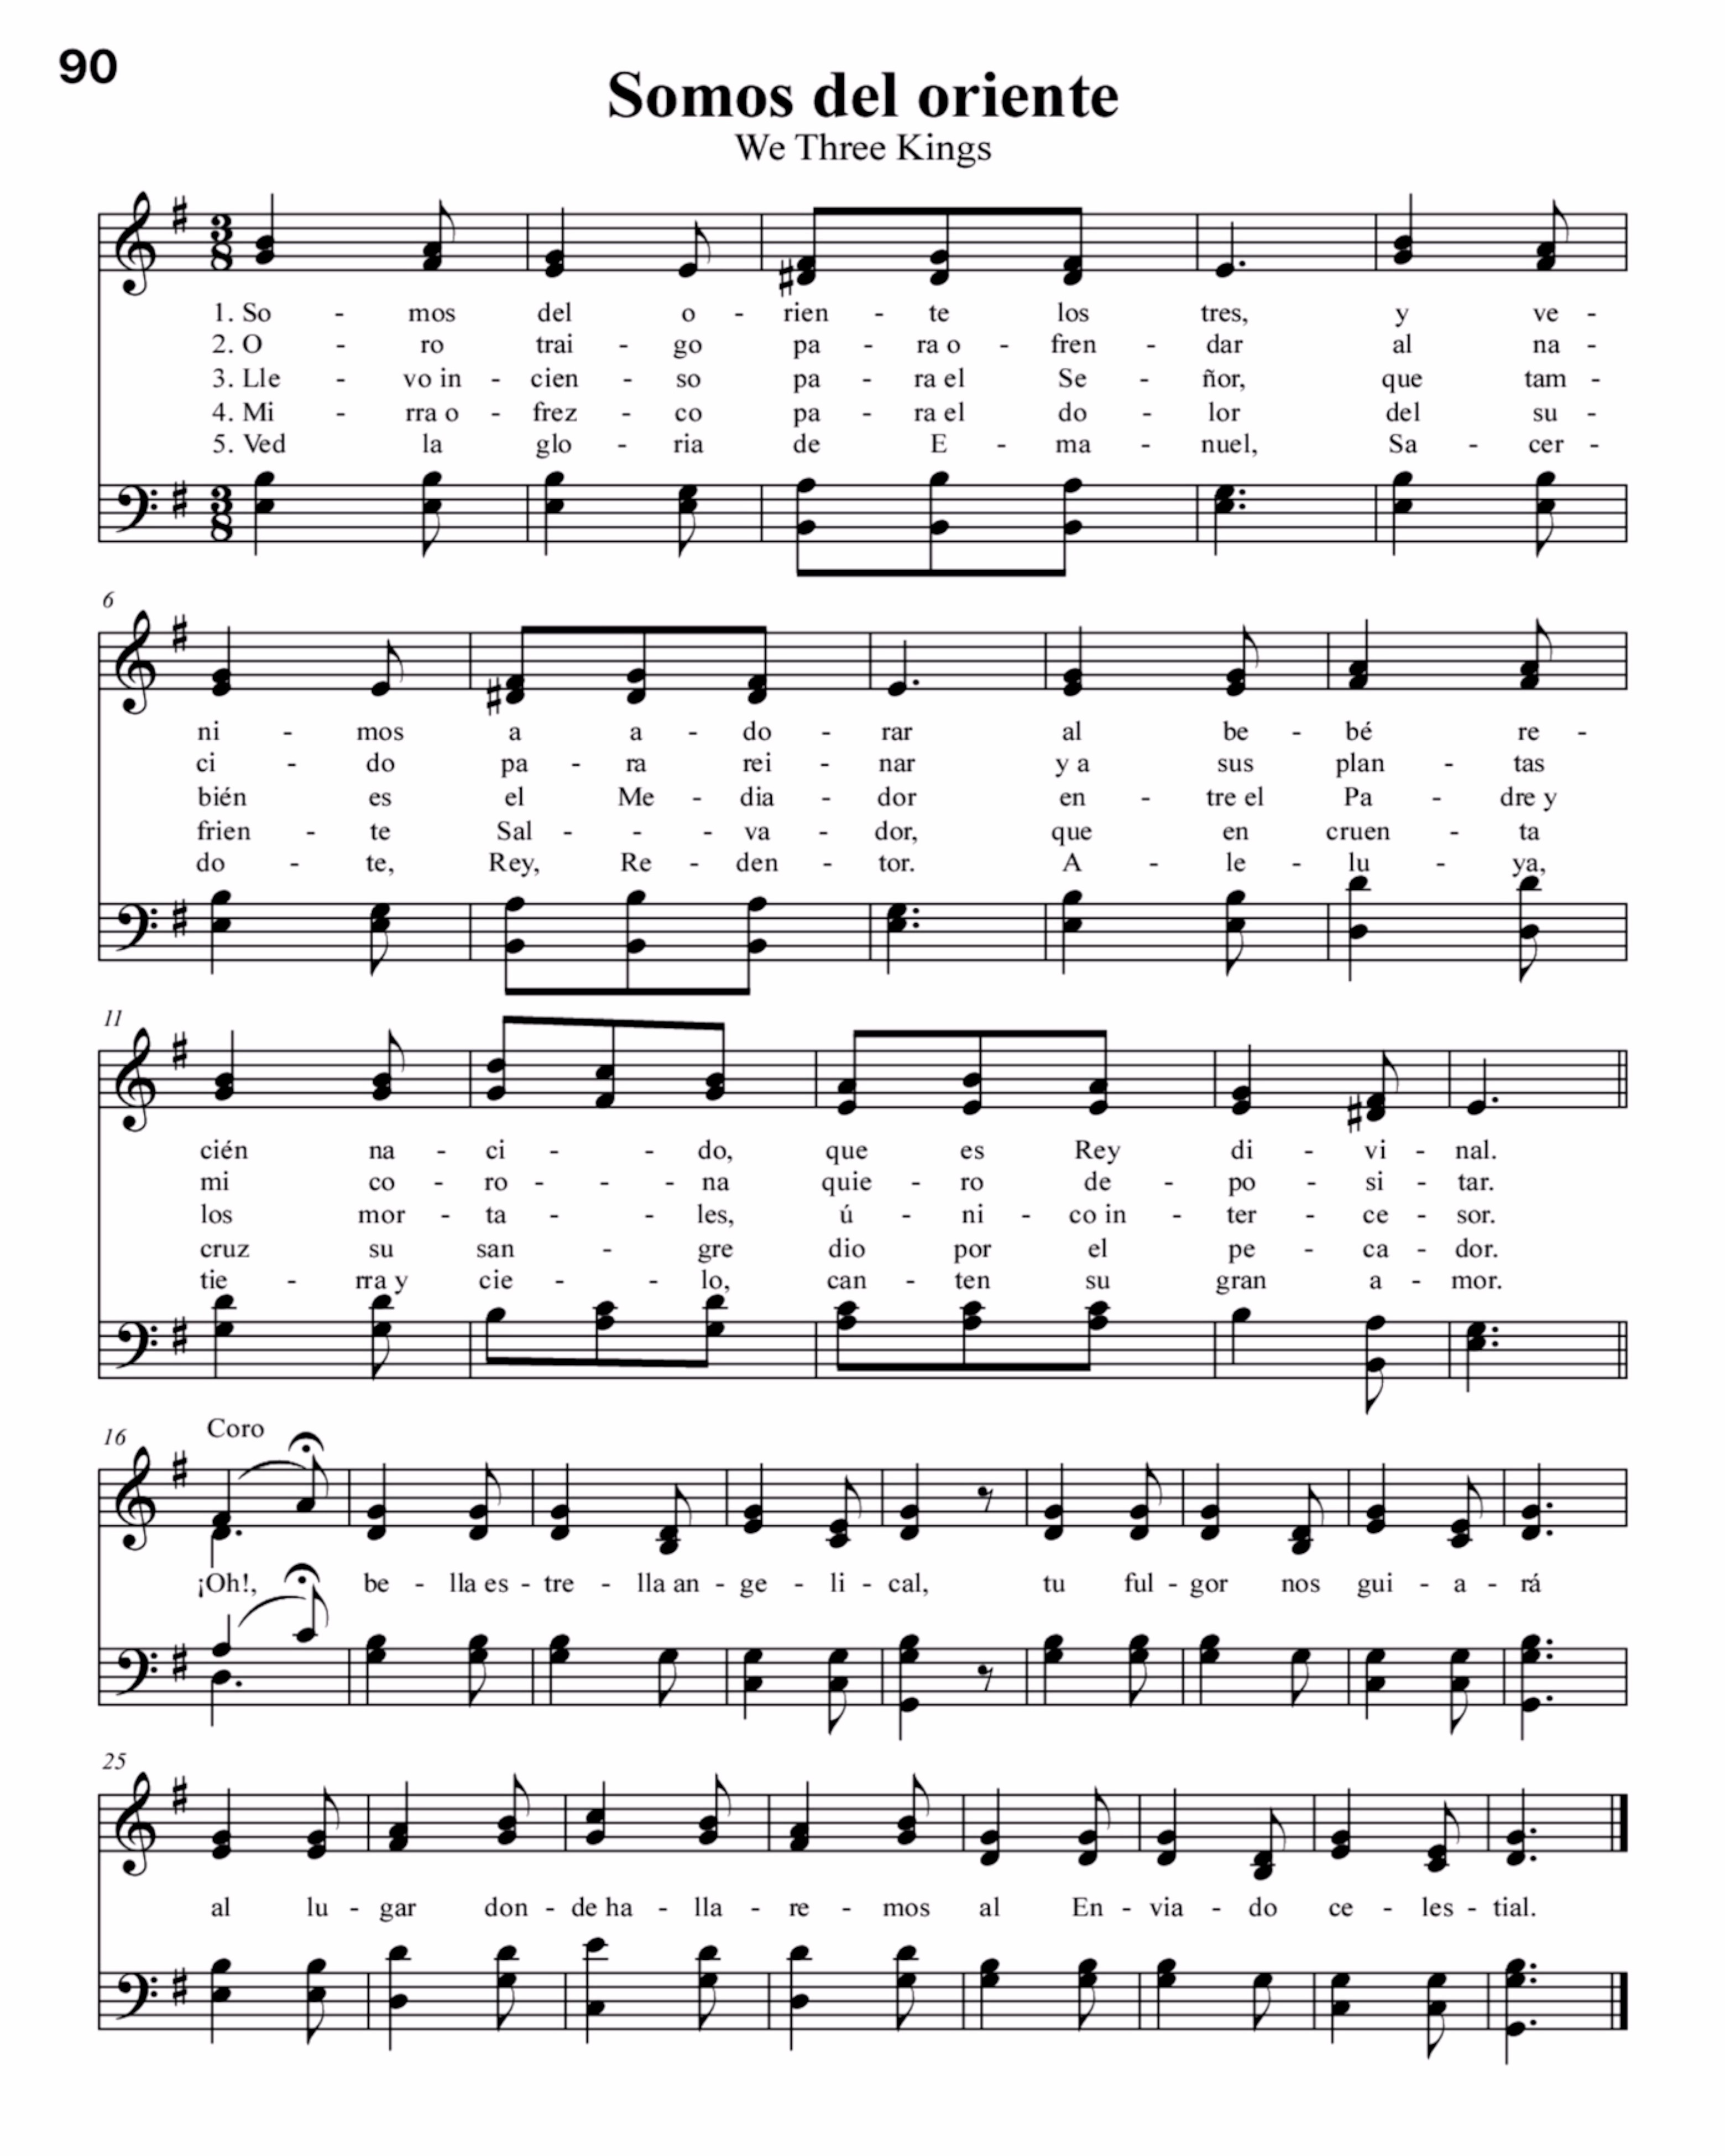 90
Somos del oriente
We Three Kings
3 8
1. So - mos del o - rien - te los tres, y ve -
2. O - ro trai - go pa - ra o - fren - dar al na -
3. Lle - vo in - cien - so pa - ra el Se - ñor, que tam -
4. Mi - rra o - frez - co pa - ra el do - lor del su -
5. Ved la glo - ria de E - ma - nuel, Sa - cer -
3 8
6
ni - mos a a - do - rar al be - bé re -
ci - do pa - ra rei - nar y a sus plan - tas
bién es el Me - dia - dor en - tre el Pa - dre y
frien - te Sal - - - va - dor, que en cruen - ta
do - te, Rey, Re - den - tor. A - le - lu - ya,
11
cién na - ci - - do, que es Rey di - vi - nal.
mi co - ro - - - na quie - ro de - po - si - tar.
los mor - ta - - les, ú - ni - co in - ter - ce - sor.
cruz su san - gre dio por el pe - ca - dor.
tie - rra y cie - - lo, can - ten su gran a - mor.
16
Coro
¡Oh!, be - lla es - tre - lla an - ge - li - cal, tu ful - gor nos gui - a - rá
25
al lu - gar don - de ha - lla - re - mos al En - via - do ce - les - tial.